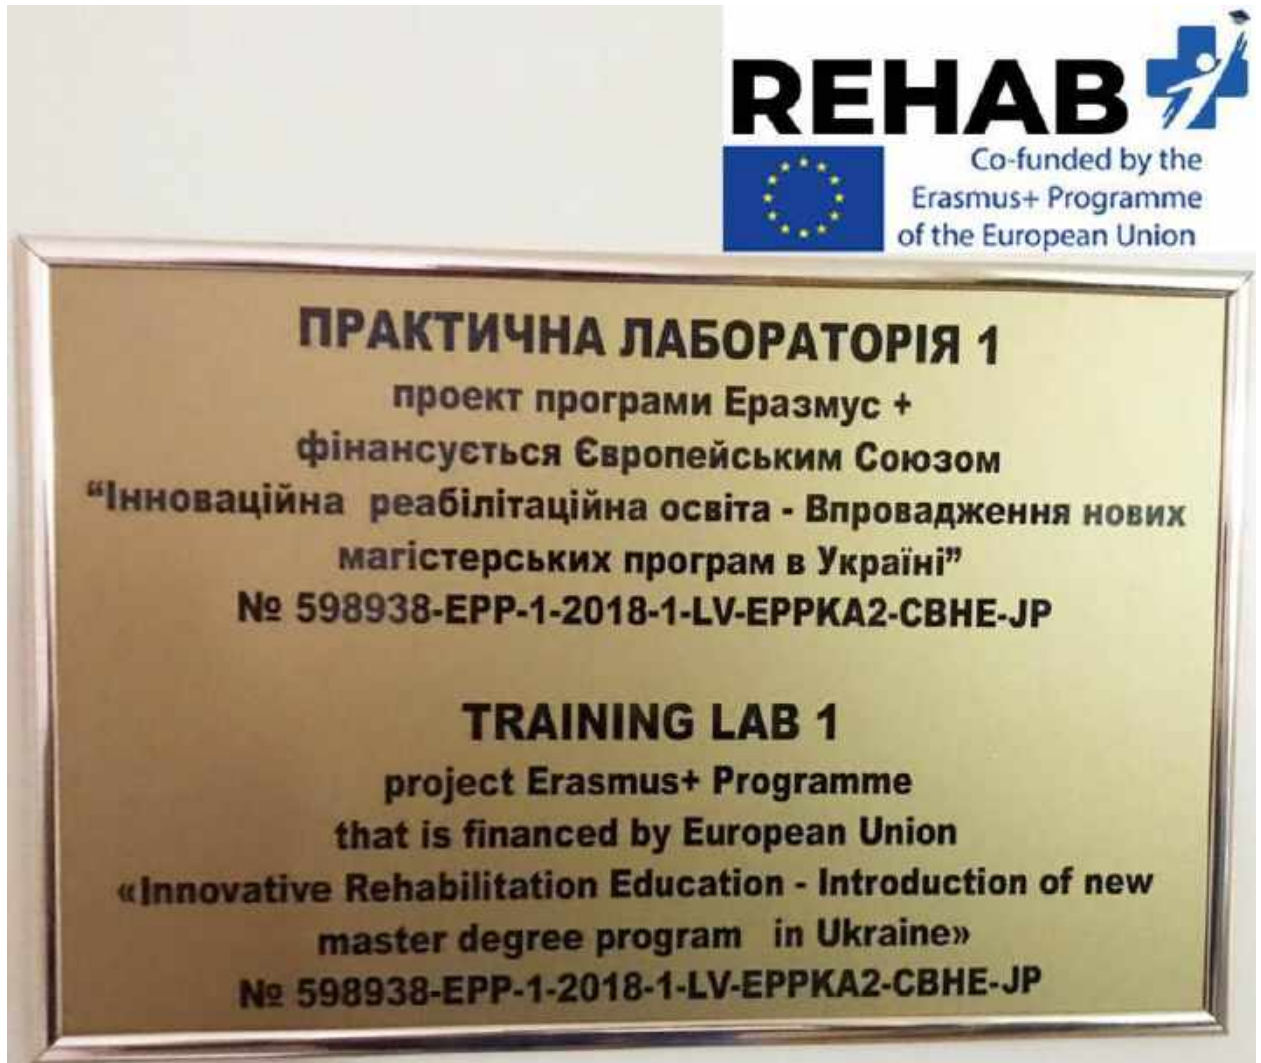 REHAB
Co-funded by the
Erasmus+ Programme
of the European Union
ПРАКТИЧНА ЛАБОРАТОРІЯ 1
проект програми Еразмус +
фінансується Європейським Союзом
“Інноваційна реабілітаційна освіта - Впровадження нових
магістерських програм в Україні”
№ 598938-EPP-1-2018-1-LV-EPPKA2-CBHE-JP
TRAINING LAB 1
project Erasmus+ Programme
that is financed by European Union
«Innovative Rehabilitation Education - Introduction of new
master degree program in Ukraine»
№ 598938-EPP-1-2018-1-LV-EPPKA2-CBHE-JP